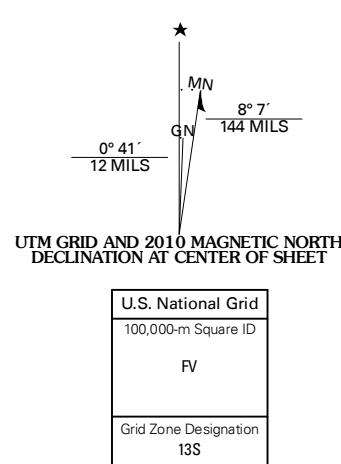 MN
GN
8° 7´
144 MILS
0° 41´
12 MILS
UTM GRID AND 2010 MAGNETIC NORTH
DECLINATION AT CENTER OF SHEET
U.S. National Grid
100,000-m Square ID
FV
Grid Zone Designation
13S